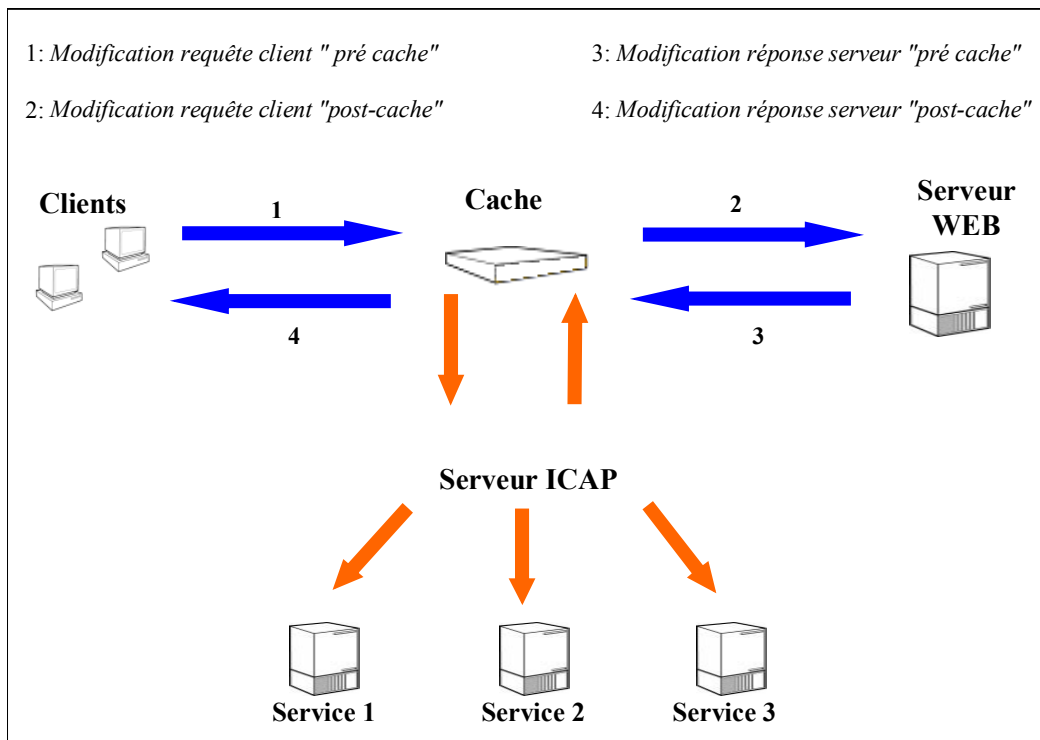 1: Modification requête client " pré cache"
3: Modification réponse serveur "pré cache"
2: Modification requête client "post-cache"
4: Modification réponse serveur "post-cache"
Clients
1
Cache
2
Serveur
WEB
4
3
Serveur ICAP
Service 1
Service 2
Service 3